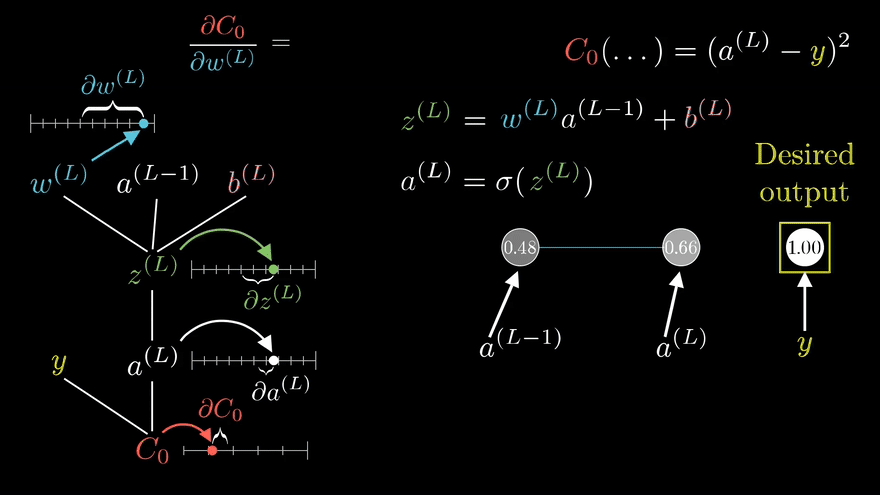 ∂C₀/∂w⁽ᴸ⁾ =
C₀(...) = (a⁽ᴸ⁾ − y)²
∂w⁽ᴸ⁾
z⁽ᴸ⁾ = w⁽ᴸ⁾a⁽ᴸ⁻¹⁾ + b⁽ᴸ⁾
w⁽ᴸ⁾ a⁽ᴸ⁻¹⁾ b⁽ᴸ⁾
a⁽ᴸ⁾ = σ(z⁽ᴸ⁾)
Desired
output
0.48 0.66 1.00
z⁽ᴸ⁾
∂z⁽ᴸ⁾
a⁽ᴸ⁻¹⁾ a⁽ᴸ⁾ y
y a⁽ᴸ⁾
∂a⁽ᴸ⁾
∂C₀
C₀